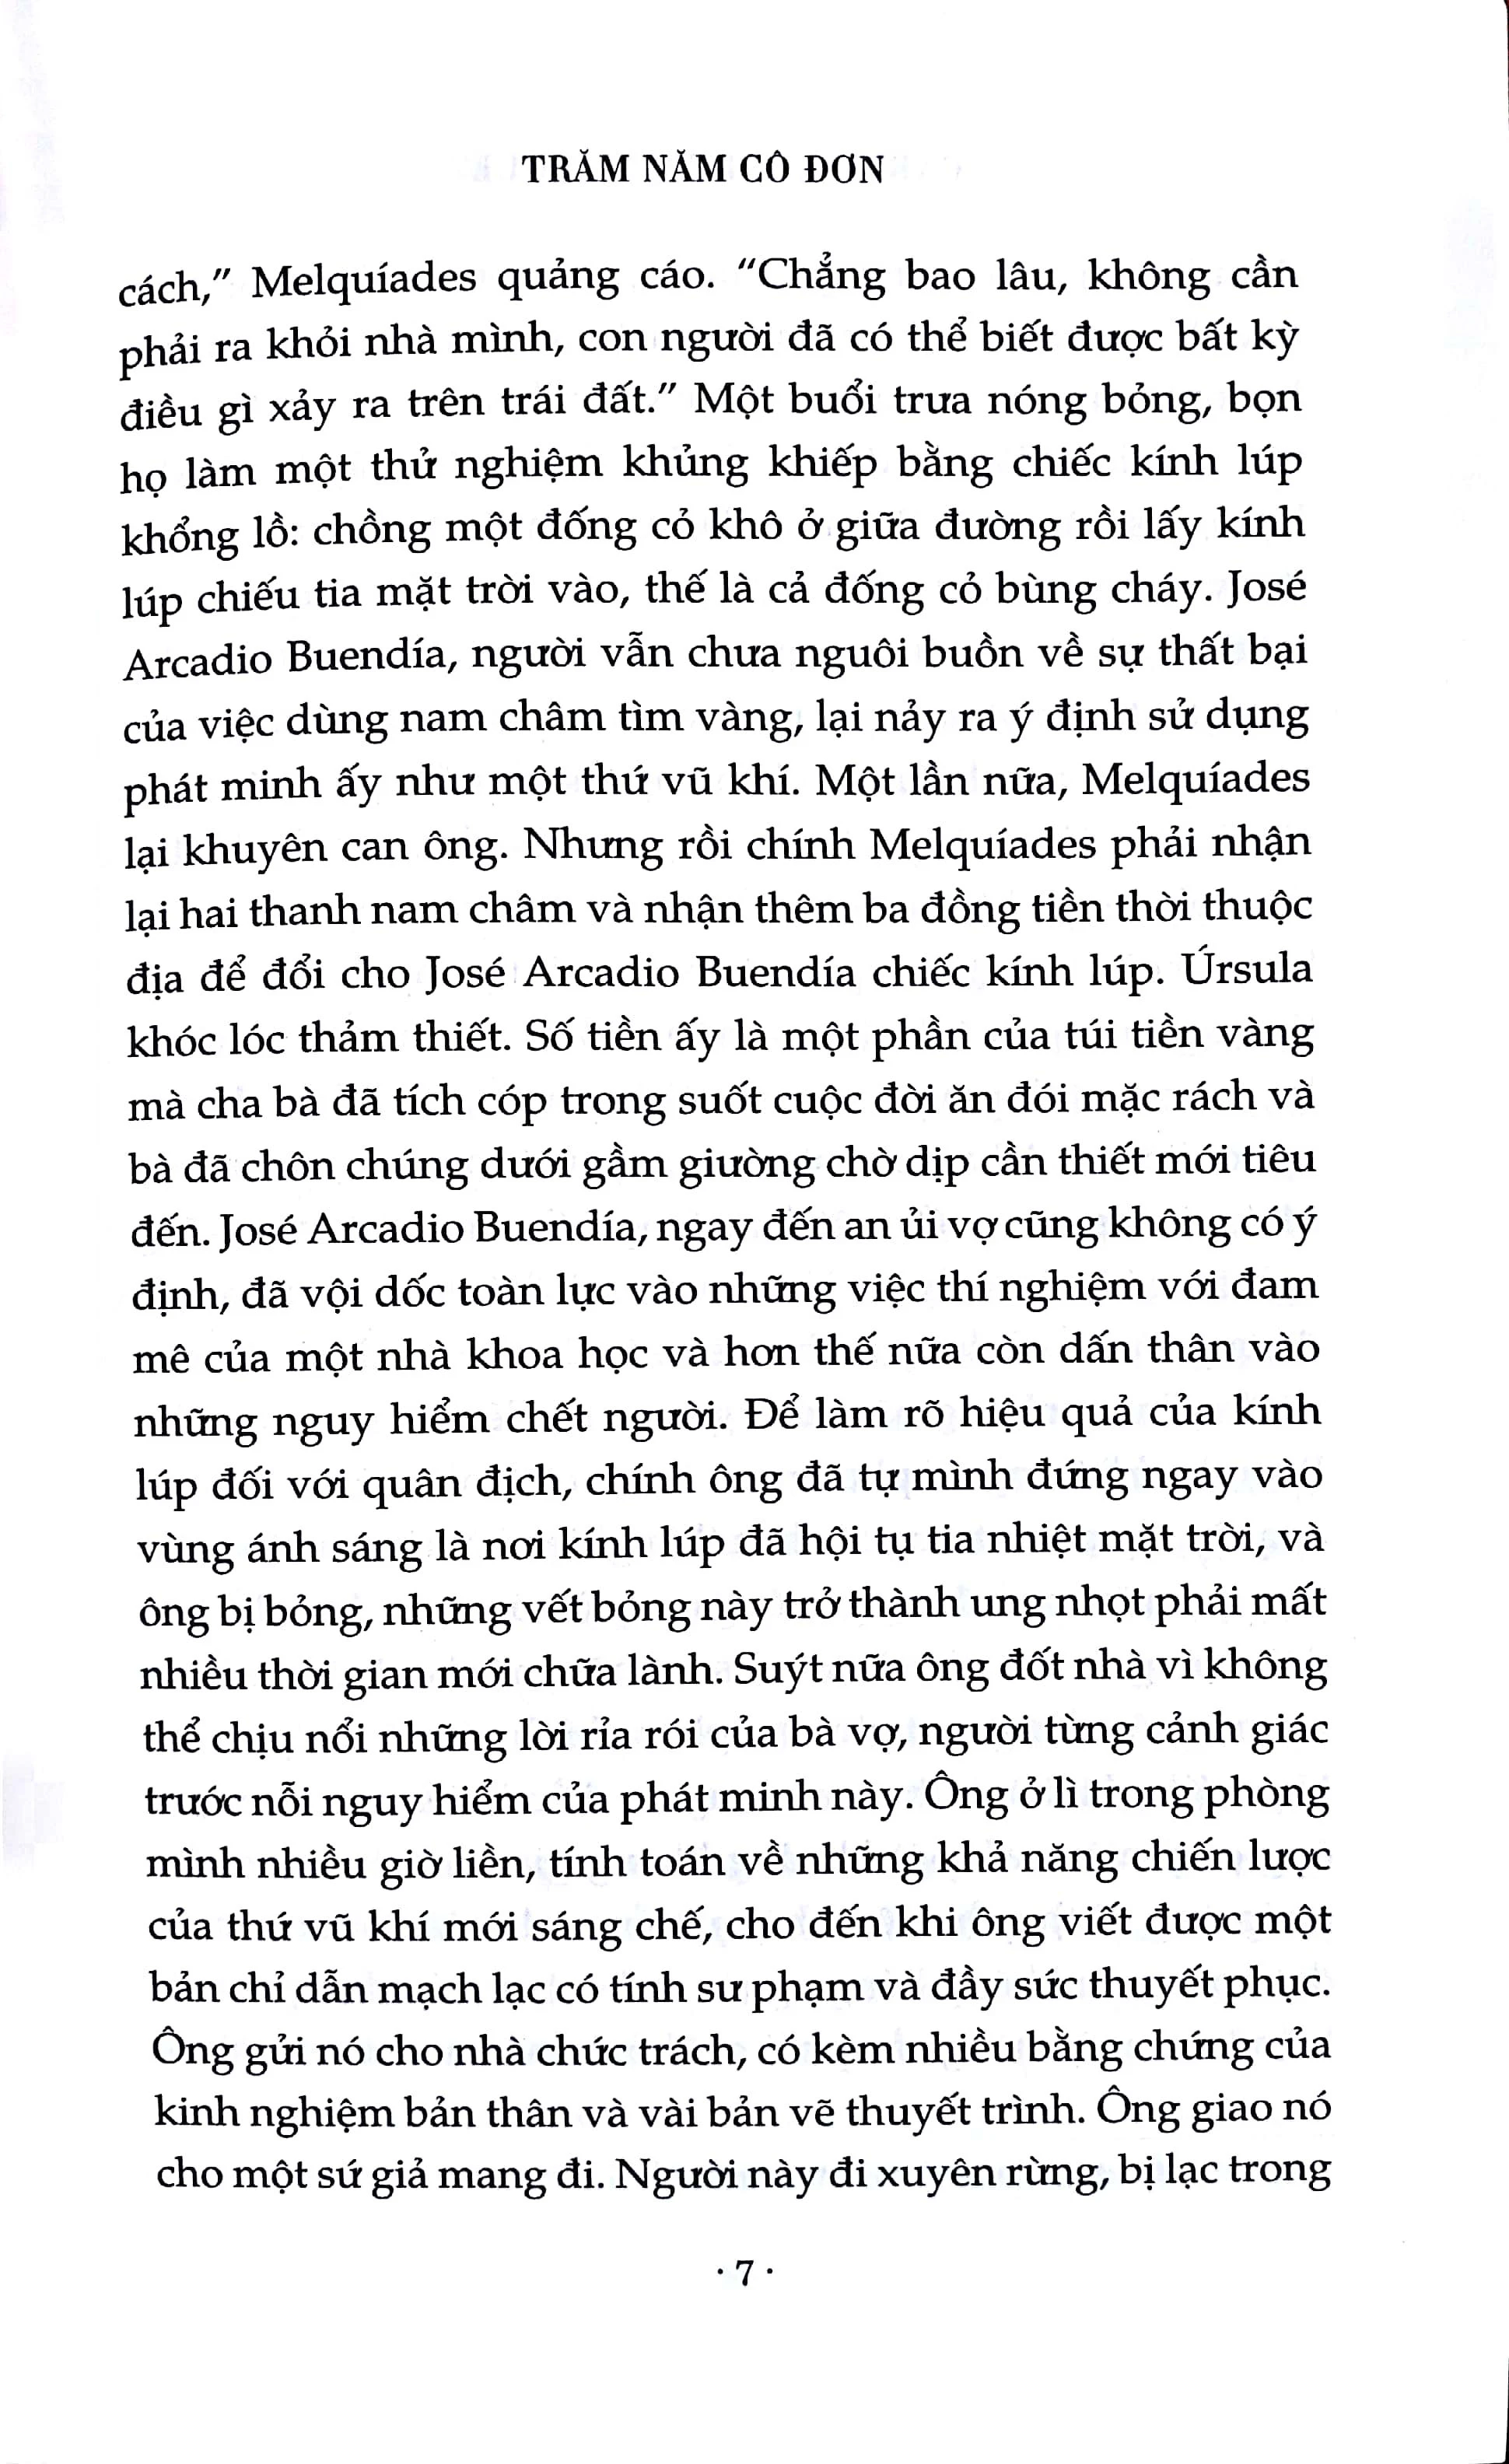 TRĂM NĂM CÔ ĐƠN
cách,” Melquíades quảng cáo. “Chẳng bao lâu, không cần
phải ra khỏi nhà mình, con người đã có thể biết được bất kỳ
điều gì xảy ra trên trái đất.” Một buổi trưa nóng bỏng, bọn
họ làm một thử nghiệm khủng khiếp bằng chiếc kính lúp
khổng lồ: chồng một đống cỏ khô ở giữa đường rồi lấy kính
lúp chiếu tia mặt trời vào, thế là cả đống cỏ bùng cháy. José
Arcadio Buendía, người vẫn chưa nguôi buồn về sự thất bại
của việc dùng nam châm tìm vàng, lại nảy ra ý định sử dụng
phát minh ấy như một thứ vũ khí. Một lần nữa, Melquíades
lại khuyên can ông. Nhưng rồi chính Melquíades phải nhận
lại hai thanh nam châm và nhận thêm ba đồng tiền thời thuộc
địa để đổi cho José Arcadio Buendía chiếc kính lúp. Úrsula
khóc lóc thảm thiết. Số tiền ấy là một phần của túi tiền vàng
mà cha bà đã tích cóp trong suốt cuộc đời ăn đói mặc rách và
bà đã chôn chúng dưới gầm giường chờ dịp cần thiết mới tiêu
đến. José Arcadio Buendía, ngay đến an ủi vợ cũng không có ý
định, đã vội dốc toàn lực vào những việc thí nghiệm với đam
mê của một nhà khoa học và hơn thế nữa còn dấn thân vào
những nguy hiểm chết người. Để làm rõ hiệu quả của kính
lúp đối với quân địch, chính ông đã tự mình đứng ngay vào
vùng ánh sáng là nơi kính lúp đã hội tụ tia nhiệt mặt trời, và
ông bị bỏng, những vết bỏng này trở thành ung nhọt phải mất
nhiều thời gian mới chữa lành. Suýt nữa ông đốt nhà vì không
thể chịu nổi những lời rỉa rói của bà vợ, người từng cảnh giác
trước nỗi nguy hiểm của phát minh này. Ông ở lì trong phòng
mình nhiều giờ liền, tính toán về những khả năng chiến lược
của thứ vũ khí mới sáng chế, cho đến khi ông viết được một
bản chỉ dẫn mạch lạc có tính sư phạm và đầy sức thuyết phục.
Ông gửi nó cho nhà chức trách, có kèm nhiều bằng chứng của
kinh nghiệm bản thân và vài bản vẽ thuyết trình. Ông giao nó
cho một sứ giả mang đi. Người này đi xuyên rừng, bị lạc trong
· 7 ·